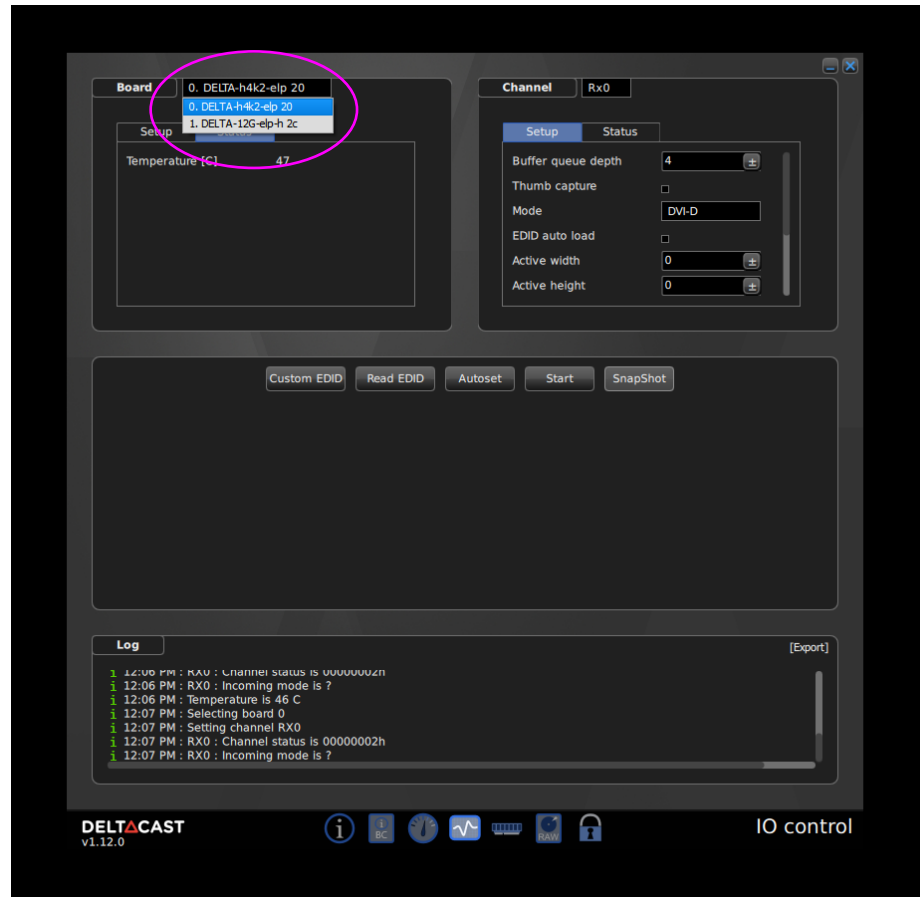 Board
0. DELTA-h4k2-elp 20
0. DELTA-h4k2-elp 20
1. DELTA-12G-elp-h 2c
Setup Status
Temperature [C] 47
Channel Rx0
Setup Status
Buffer queue depth 4
Thumb capture
Mode DVI-D
EDID auto load
Active width 0
Active height 0
Custom EDID Read EDID Autoset Start SnapShot
Log
[Export]
i 12:06 PM : RX0 : Channel status is 00000002h
i 12:06 PM : RX0 : Incoming mode is ?
i 12:06 PM : Temperature is 46 C
i 12:07 PM : Selecting board 0
i 12:07 PM : Setting channel RX0
i 12:07 PM : RX0 : Channel status is 00000002h
i 12:07 PM : RX0 : Incoming mode is ?
DELTACAST
v1.12.0
i
i BC
RAW
IO control